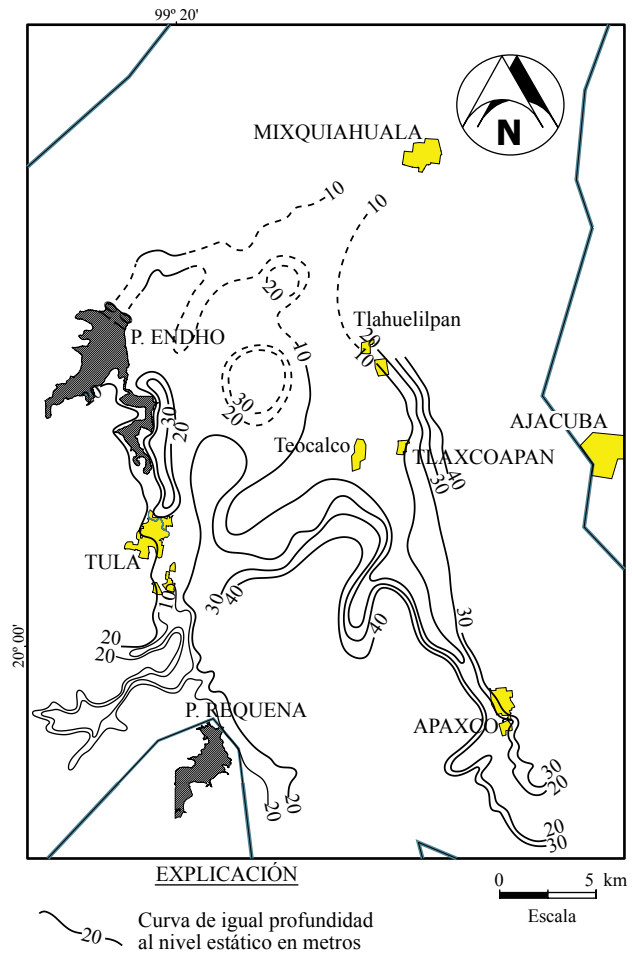 99º 20'
N
MIXQUIAHUALA
10
10
20
P. ENDHO
Tlahuelilpan
20
10
10
30
20
30
20
AJACUBA
Teocalco
TLAXCOAPAN
40
30
TULA
10
30
40
20º 00'
20
20
40
30
P. REQUENA
APAXCO
30
20
20
20
20
30
EXPLICACIÓN
0 5 km
Escala
20
Curva de igual profundidad
al nivel estático en metros